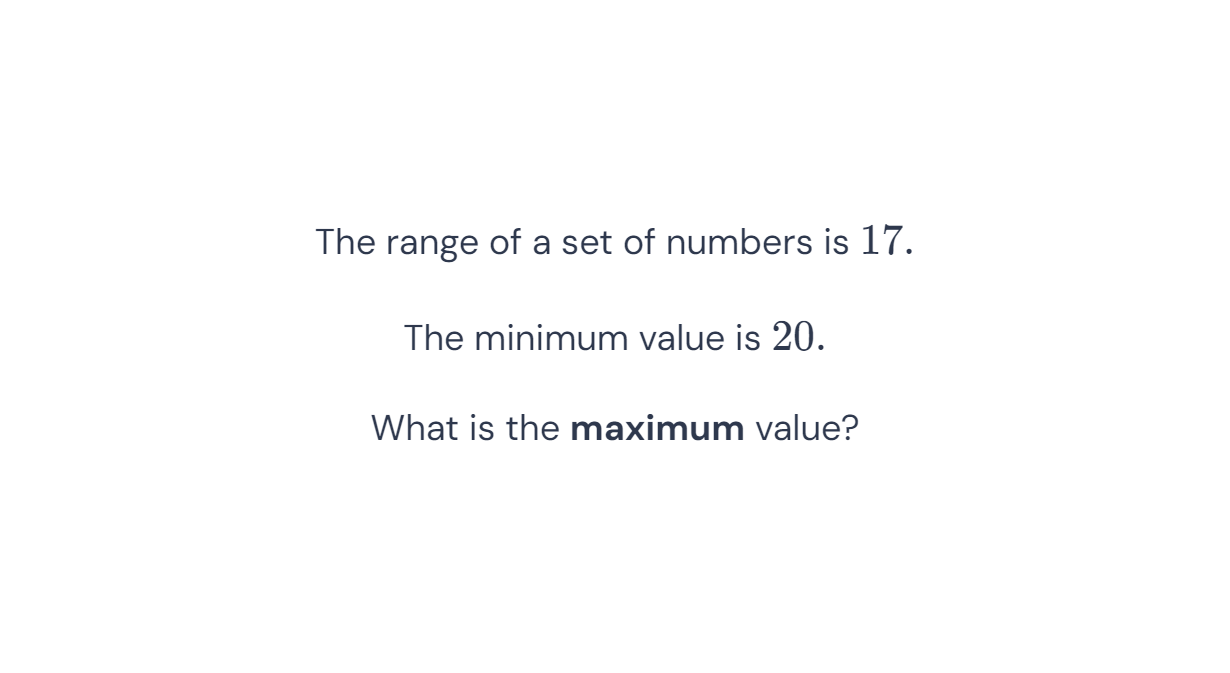 The range of a set of numbers is 17.
The minimum value is 20.
What is the maximum value?